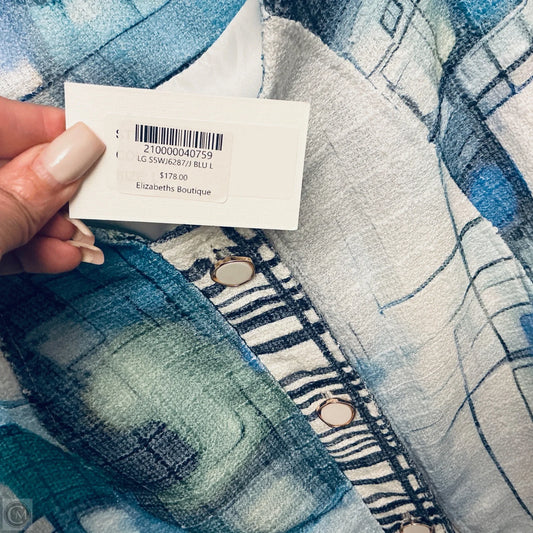 210000040759
LG S5WJ6287/J BLU L
$178.00
Elizabeths Boutique